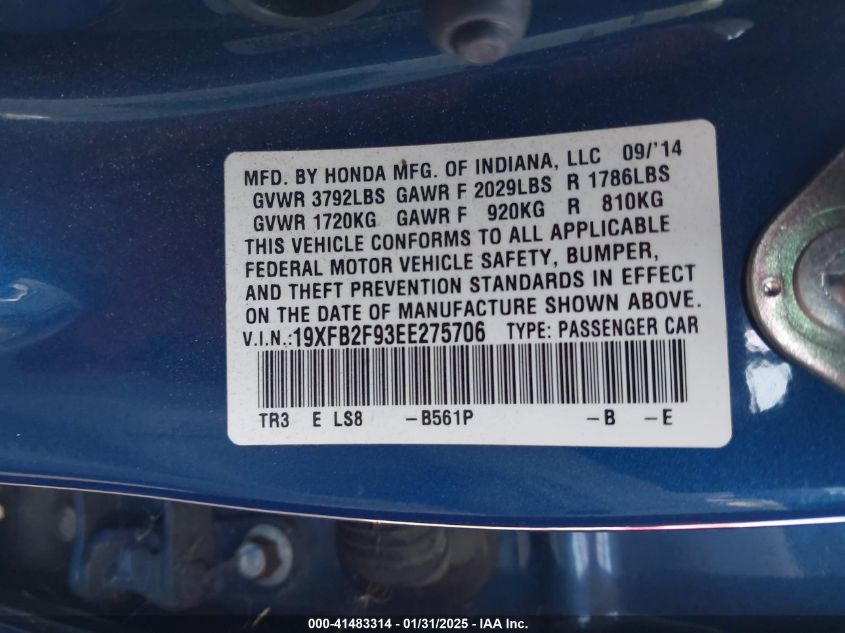 MFD. BY HONDA MFG. OF INDIANA, LLC 09/'14
GVWR 3792LBS GAWR F 2029LBS R 1786LBS
GVWR 1720KG GAWR F 920KG R 810KG
THIS VEHICLE CONFORMS TO ALL APPLICABLE
FEDERAL MOTOR VEHICLE SAFETY, BUMPER,
AND THEFT PREVENTION STANDARDS IN EFFECT
ON THE DATE OF MANUFACTURE SHOWN ABOVE.
V.I.N.:19XFB2F93EE275706 TYPE: PASSENGER CAR
TR3 E LS8 -B561P -B -E
000-41483314 - 01/31/2025 - IAA Inc.